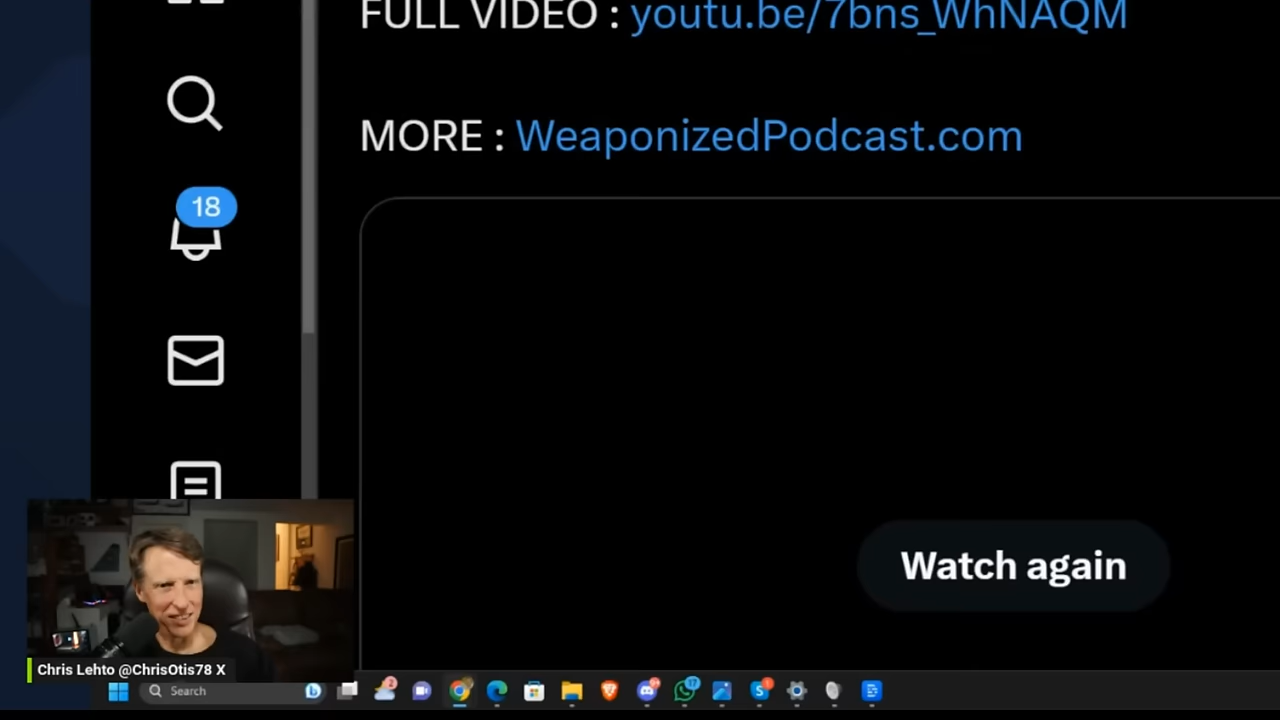 FULL VIDEO : youtu.be/7bns_WhNAQM
MORE : WeaponizedPodcast.com
18
Watch again
Chris Lehto @ChrisOtis78 X
Search